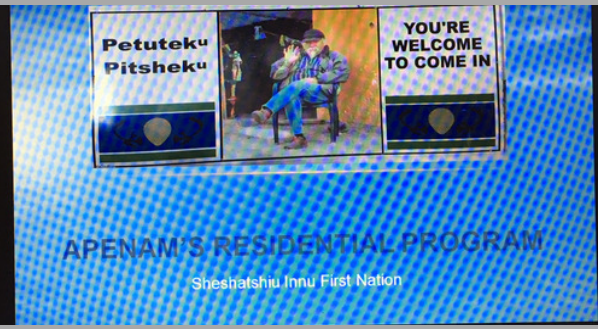 Petuteku
Pitsheku
YOU'RE
WELCOME
TO COME IN
APENAM'S RESIDENTIAL PROGRAM
Sheshatshiu Innu First Nation